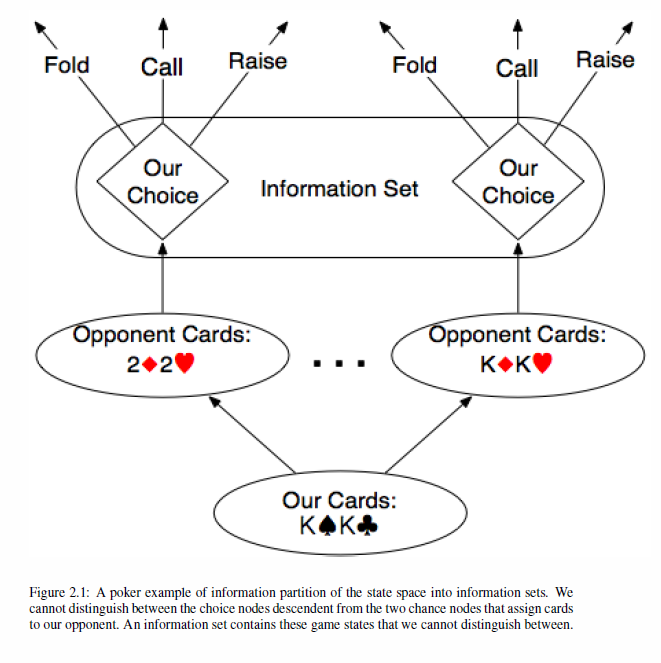 Fold Call Raise Fold Call Raise
Our Choice Information Set Our Choice
Opponent Cards:
2♦2♥
...
Opponent Cards:
K♦K♥
Our Cards:
K♠K♣
Figure 2.1: A poker example of information partition of the state space into information sets. We
cannot distinguish between the choice nodes descendent from the two chance nodes that assign cards
to our opponent. An information set contains these game states that we cannot distinguish between.